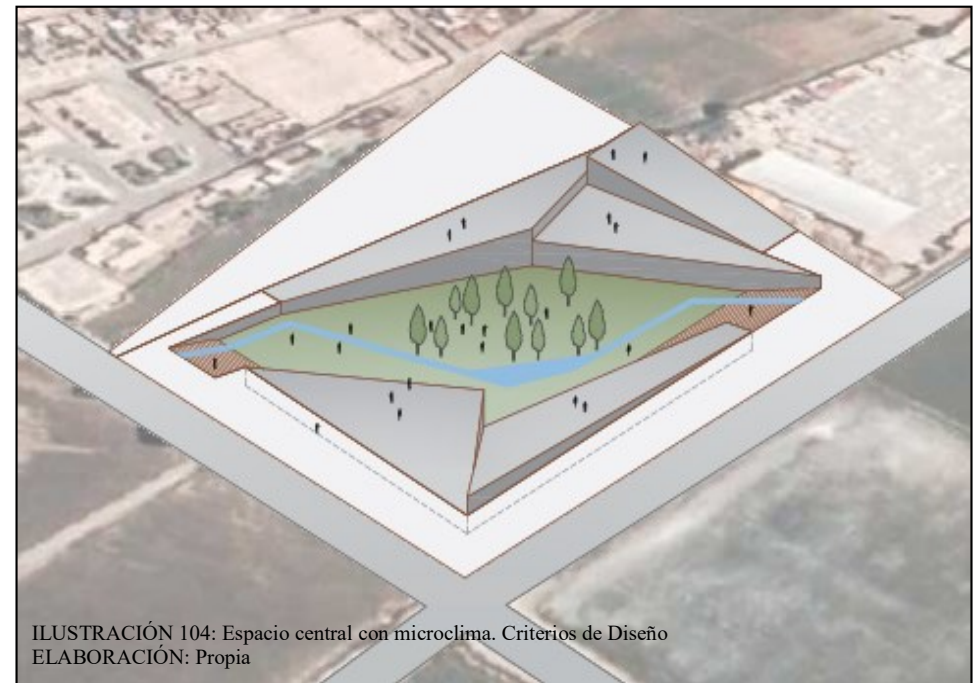 ILUSTRACIÓN 104: Espacio central con microclima. Criterios de Diseño
ELABORACIÓN: Propia